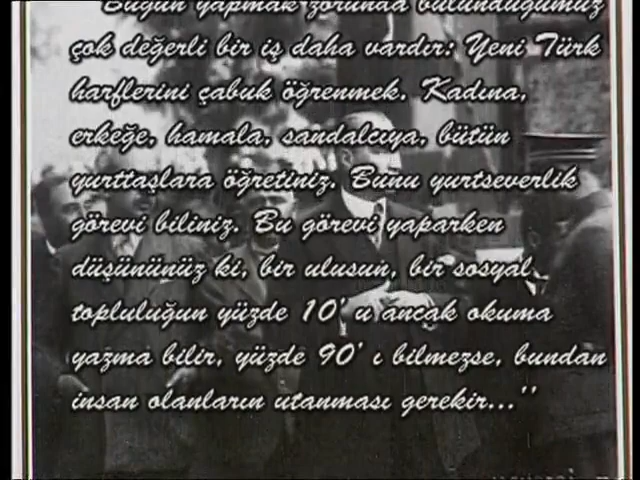 "Bugün yapmak zorunda bulunduğumuz
çok değerli bir iş daha vardır: Yeni Türk
harflerini çabuk öğrenmek. Kadına,
erkeğe, hamala, sandalcıya, bütün
yurttaşlara öğretiniz. Bunu yurtseverlik
görevi biliniz. Bu görevi yaparken
düşününüz ki, bir ulusun, bir sosyal
topluluğun yüzde 10' u ancak okuma
yazma bilir, yüzde 90' ı bilmezse, bundan
insan olanların utanması gerekir..."